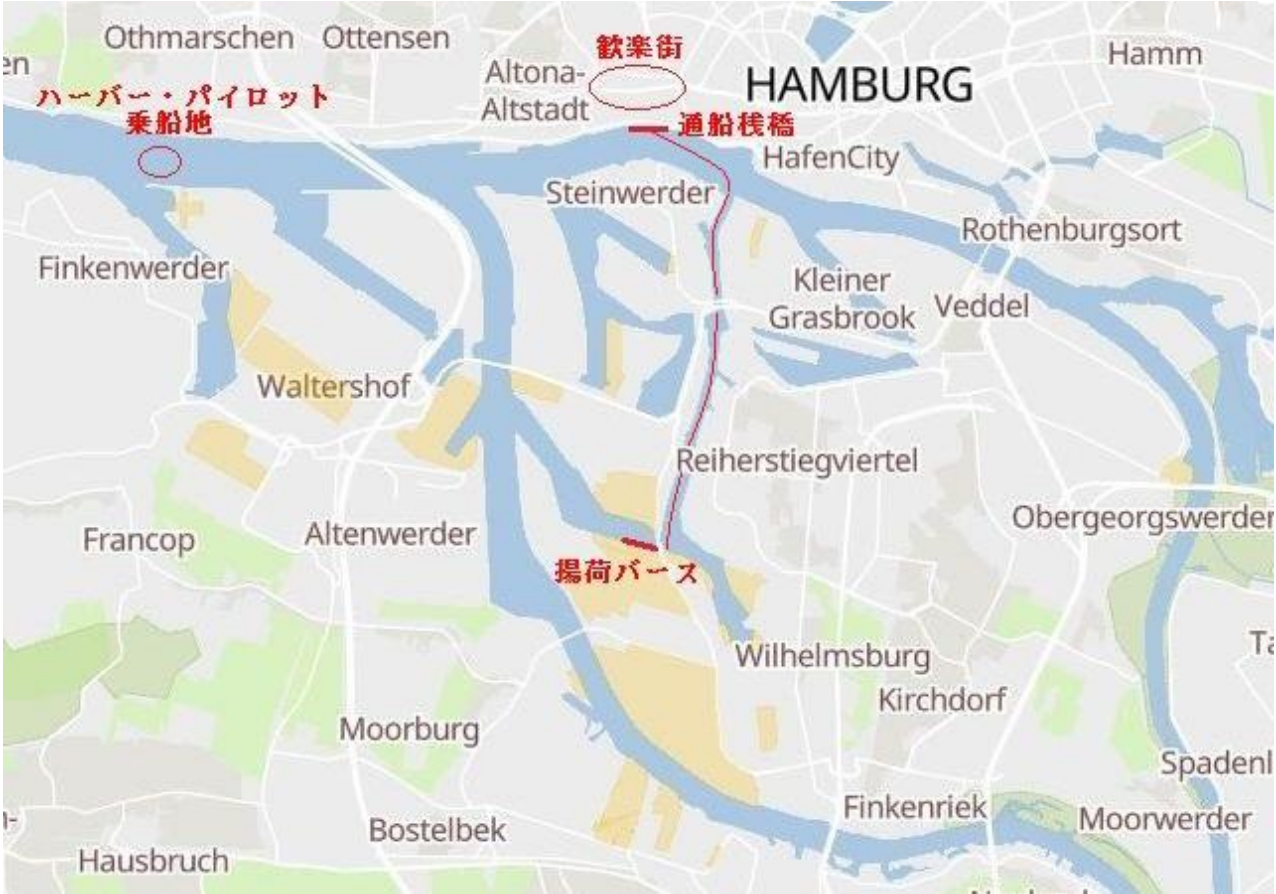 Othmarschen
Ottensen
歓楽街
Altona-
Altstadt
HAMBURG
Hamm
en
ハーバー・パイロット
乗船地
通船桟橋
HafenCity
Steinwerder
Rothenburgsort
Finkenwerder
Kleiner
Grasbrook
Veddel
Waltershof
Reiherstiegviertel
Obergeorgswerder
Francop
Altenwerder
揚荷バース
Wilhelmsburg
Kirchdorf
Ta
Moorburg
Spadenl
Finkenriek
Moorwerder
n-
Bostelbek
Hausbruch